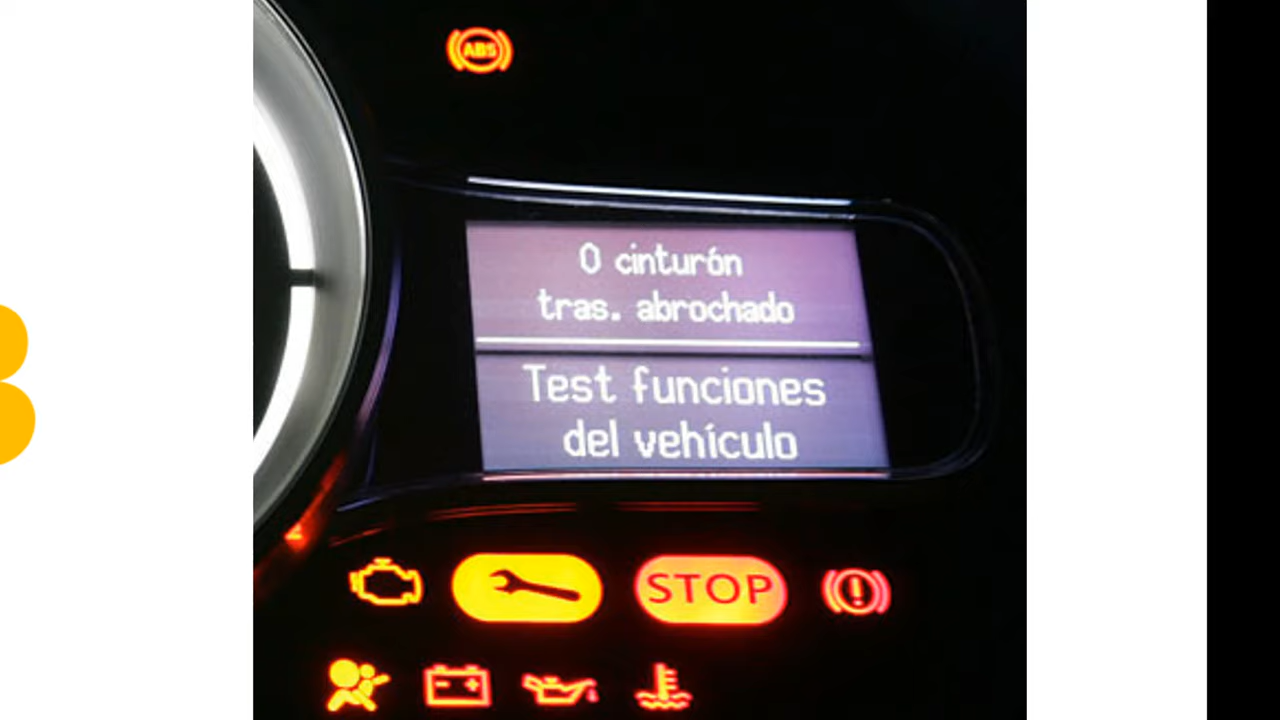 ABS
0 cinturón
tras. abrochado
Test funciones
del vehículo
STOP